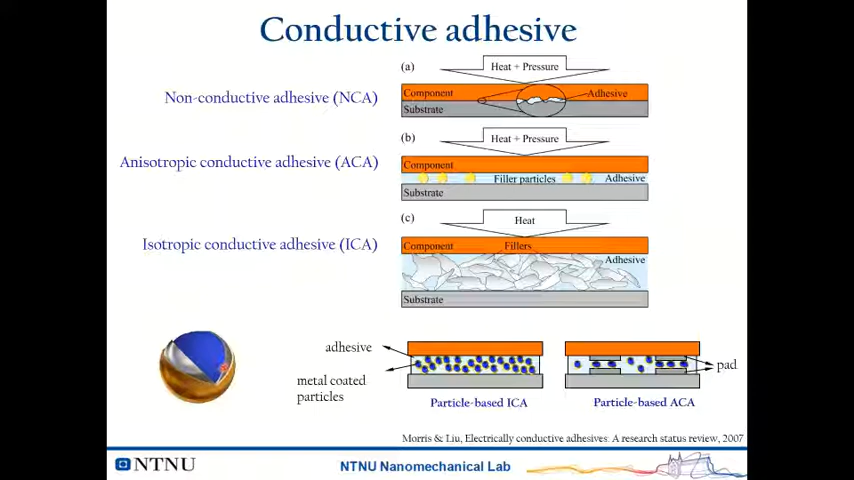 Conductive adhesive
Non-conductive adhesive (NCA)
(a)
Heat + Pressure
Component
Adhesive
Substrate
Anisotropic conductive adhesive (ACA)
(b)
Heat + Pressure
Component
Filler particles
Adhesive
Substrate
Isotropic conductive adhesive (ICA)
(c)
Heat
Component
Fillers
Adhesive
Substrate
adhesive
metal coated
particles
pad
Particle-based ICA
Particle-based ACA
Morris & Liu, Electrically conductive adhesives: A research status review, 2007
NTNU
NTNU Nanomechanical Lab